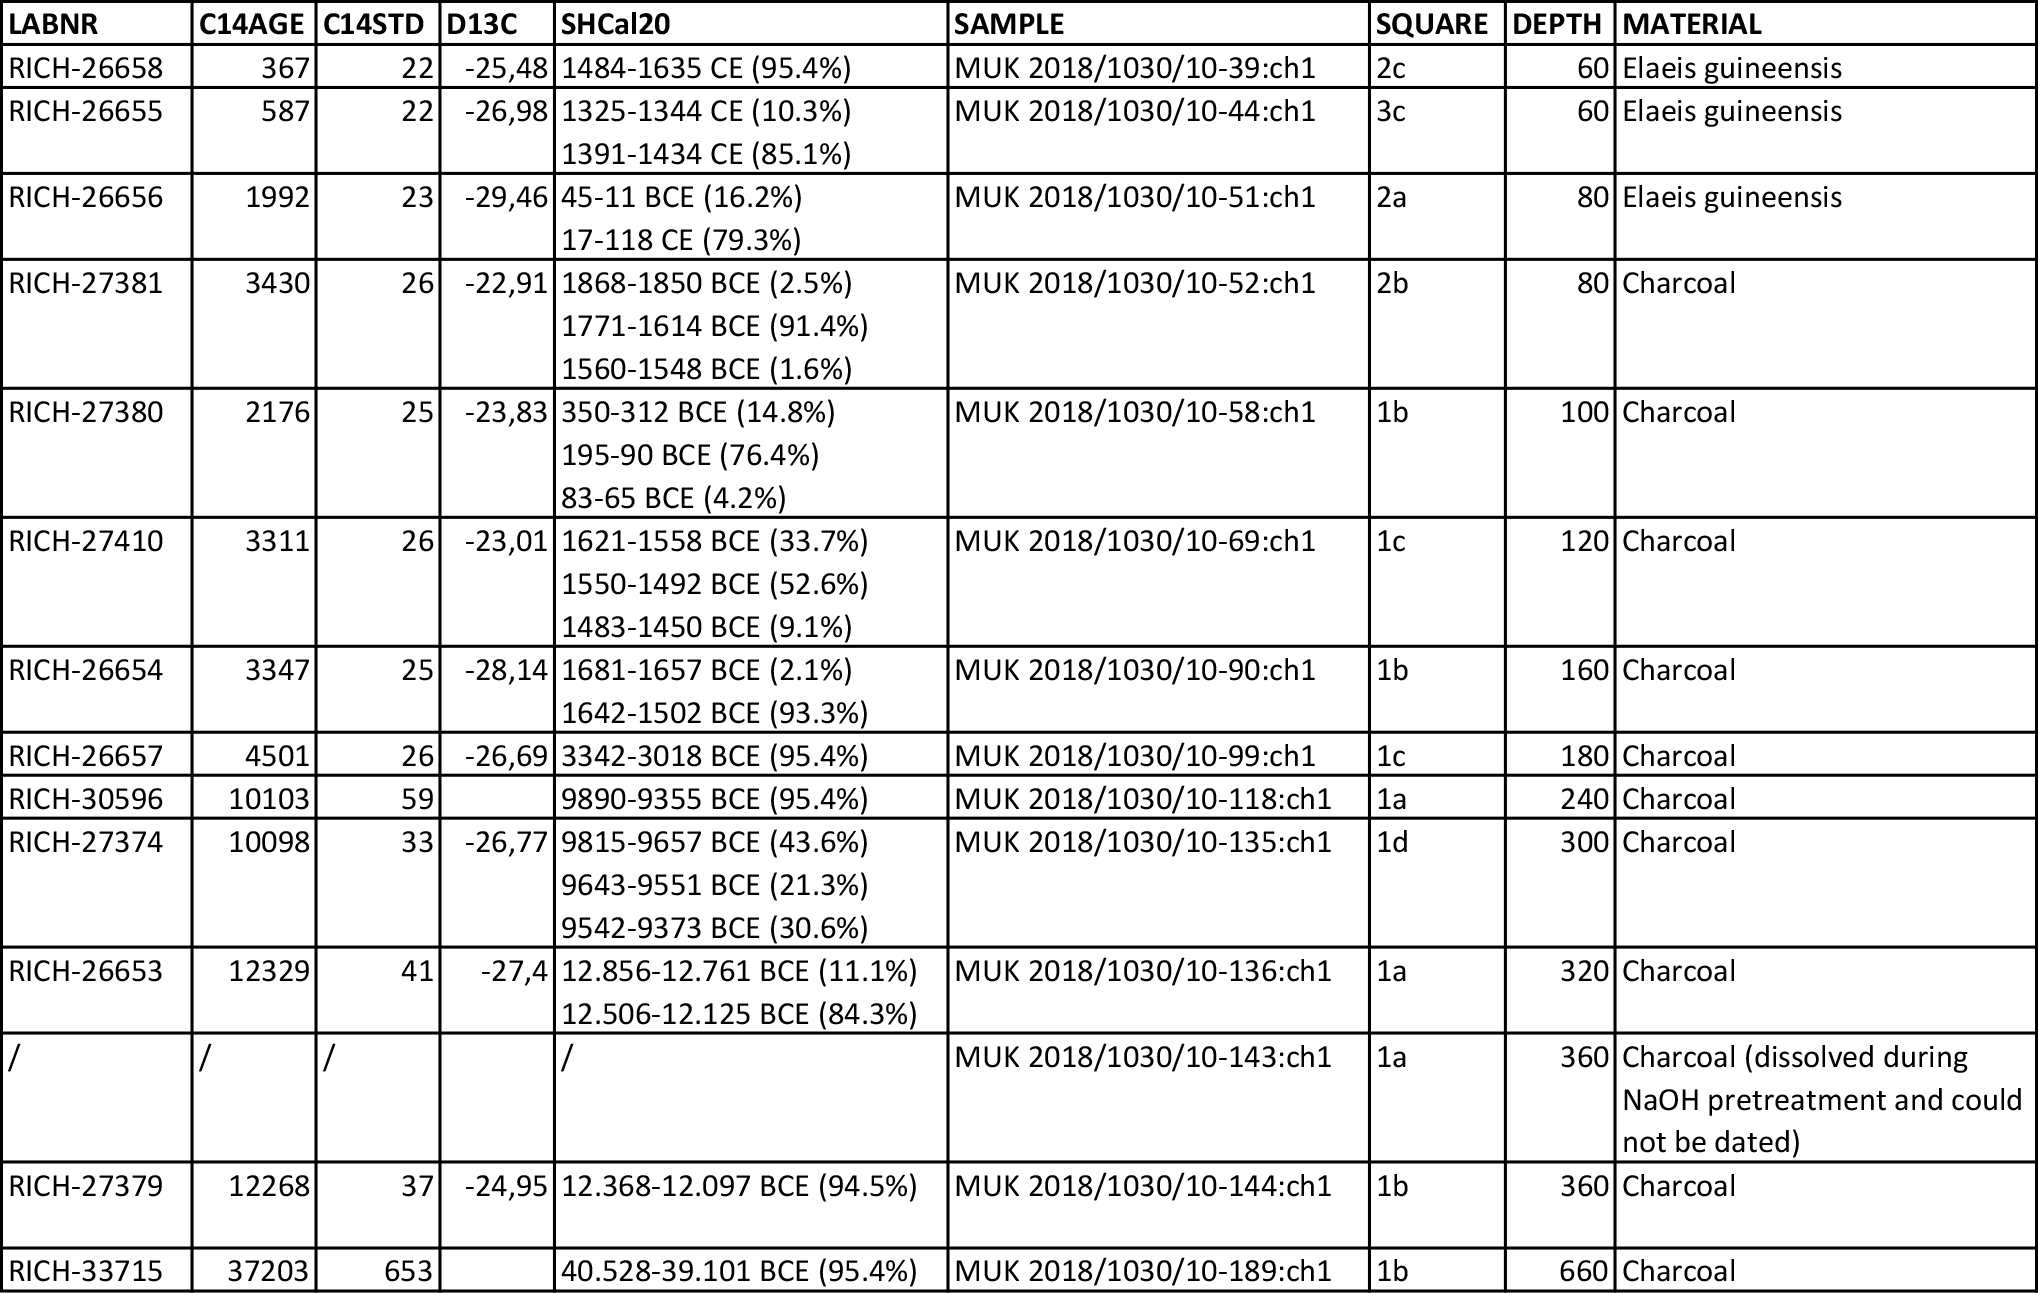 LABNR C14AGE C14STD D13C SHCal20 SAMPLE SQUARE DEPTH MATERIAL
RICH-26658 367 22 -25,48 1484-1635 CE (95.4%) MUK 2018/1030/10-39:ch1 2c 60 Elaeis guineensis
RICH-26655 587 22 -26,98 1325-1344 CE (10.3%) MUK 2018/1030/10-44:ch1 3c 60 Elaeis guineensis
1391-1434 CE (85.1%)
RICH-26656 1992 23 -29,46 45-11 BCE (16.2%) MUK 2018/1030/10-51:ch1 2a 80 Elaeis guineensis
17-118 CE (79.3%)
RICH-27381 3430 26 -22,91 1868-1850 BCE (2.5%) MUK 2018/1030/10-52:ch1 2b 80 Charcoal
1771-1614 BCE (91.4%)
1560-1548 BCE (1.6%)
RICH-27380 2176 25 -23,83 350-312 BCE (14.8%) MUK 2018/1030/10-58:ch1 1b 100 Charcoal
195-90 BCE (76.4%)
83-65 BCE (4.2%)
RICH-27410 3311 26 -23,01 1621-1558 BCE (33.7%) MUK 2018/1030/10-69:ch1 1c 120 Charcoal
1550-1492 BCE (52.6%)
1483-1450 BCE (9.1%)
RICH-26654 3347 25 -28,14 1681-1657 BCE (2.1%) MUK 2018/1030/10-90:ch1 1b 160 Charcoal
1642-1502 BCE (93.3%)
RICH-26657 4501 26 -26,69 3342-3018 BCE (95.4%) MUK 2018/1030/10-99:ch1 1c 180 Charcoal
RICH-30596 10103 59 9890-9355 BCE (95.4%) MUK 2018/1030/10-118:ch1 1a 240 Charcoal
RICH-27374 10098 33 -26,77 9815-9657 BCE (43.6%) MUK 2018/1030/10-135:ch1 1d 300 Charcoal
9643-9551 BCE (21.3%)
9542-9373 BCE (30.6%)
RICH-26653 12329 41 -27,4 12.856-12.761 BCE (11.1%) MUK 2018/1030/10-136:ch1 1a 320 Charcoal
12.506-12.125 BCE (84.3%)
/ / / / MUK 2018/1030/10-143:ch1 1a 360 Charcoal (dissolved during
NaOH pretreatment and could
not be dated)
RICH-27379 12268 37 -24,95 12.368-12.097 BCE (94.5%) MUK 2018/1030/10-144:ch1 1b 360 Charcoal
RICH-33715 37203 653 40.528-39.101 BCE (95.4%) MUK 2018/1030/10-189:ch1 1b 660 Charcoal